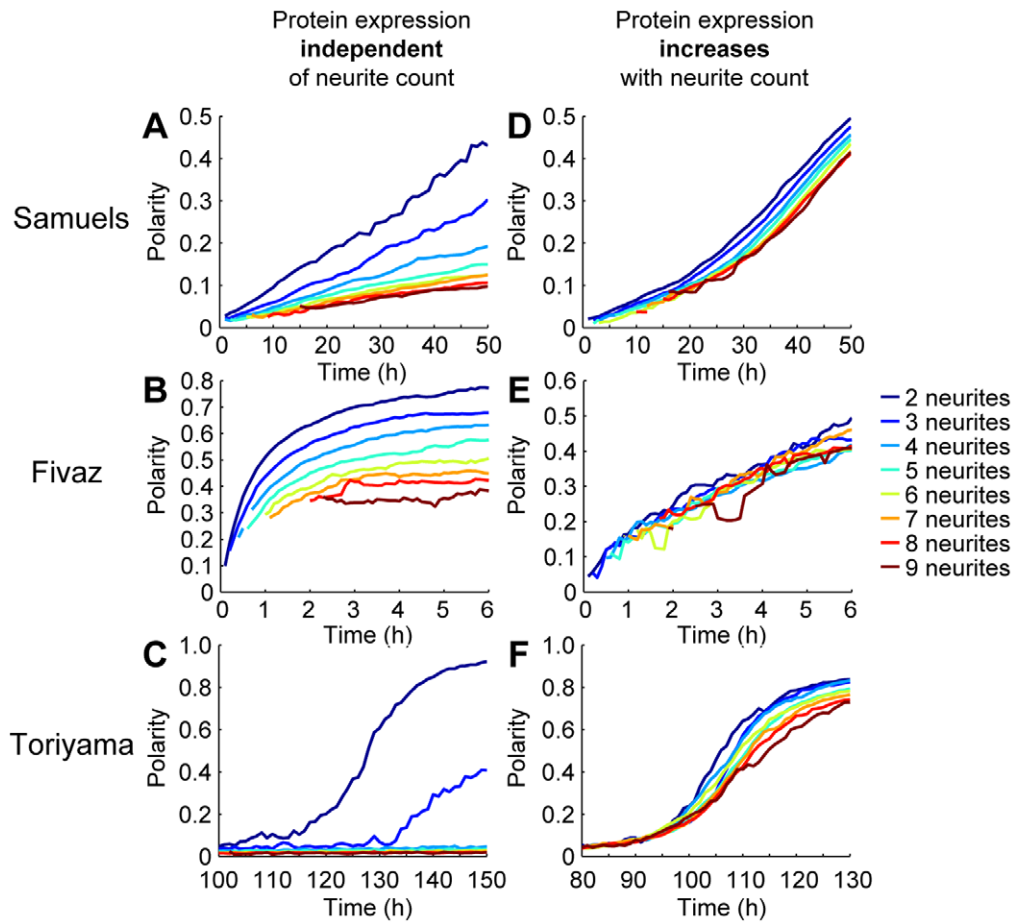 Protein expression
independent
of neurite count
Protein expression
increases
with neurite count
Samuels
A
Polarity
0.5
0.4
0.3
0.2
0.1
0
0 10 20 30 40 50
Time (h)
D
Polarity
0.5
0.4
0.3
0.2
0.1
0
0 10 20 30 40 50
Time (h)
Fivaz
B
Polarity
0.8
0.7
0.6
0.5
0.4
0.3
0.2
0.1
0
0 1 2 3 4 5 6
Time (h)
E
Polarity
0.6
0.5
0.4
0.3
0.2
0.1
0
0 1 2 3 4 5 6
Time (h)
2 neurites
3 neurites
4 neurites
5 neurites
6 neurites
7 neurites
8 neurites
9 neurites
Toriyama
C
Polarity
1.0
0.8
0.6
0.4
0.2
0
100 110 120 130 140 150
Time (h)
F
Polarity
1.0
0.8
0.6
0.4
0.2
0
80 90 100 110 120 130
Time (h)